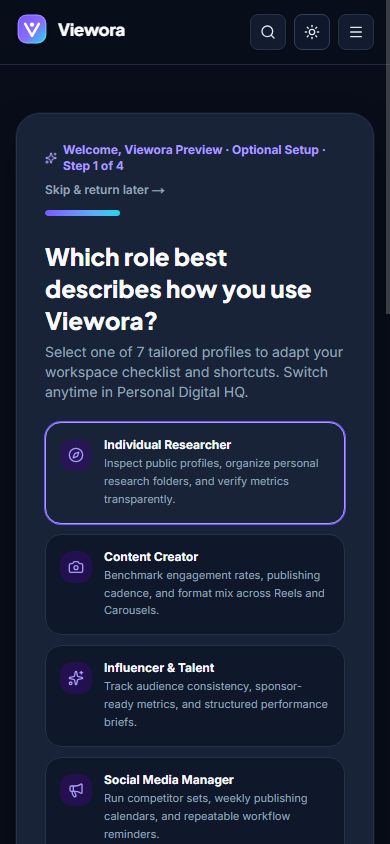 Viewora
Welcome, Viewora Preview · Optional Setup ·
Step 1 of 4
Skip & return later →
Which role best
describes how you use
Viewora?
Select one of 7 tailored profiles to adapt your
workspace checklist and shortcuts. Switch
anytime in Personal Digital HQ.
Individual Researcher
Inspect public profiles, organize personal
research folders, and verify metrics
transparently.
Content Creator
Benchmark engagement rates, publishing
cadence, and format mix across Reels and
Carousels.
Influencer & Talent
Track audience consistency, sponsor-
ready metrics, and structured performance
briefs.
Social Media Manager
Run competitor sets, weekly publishing
calendars, and repeatable workflow
reminders.